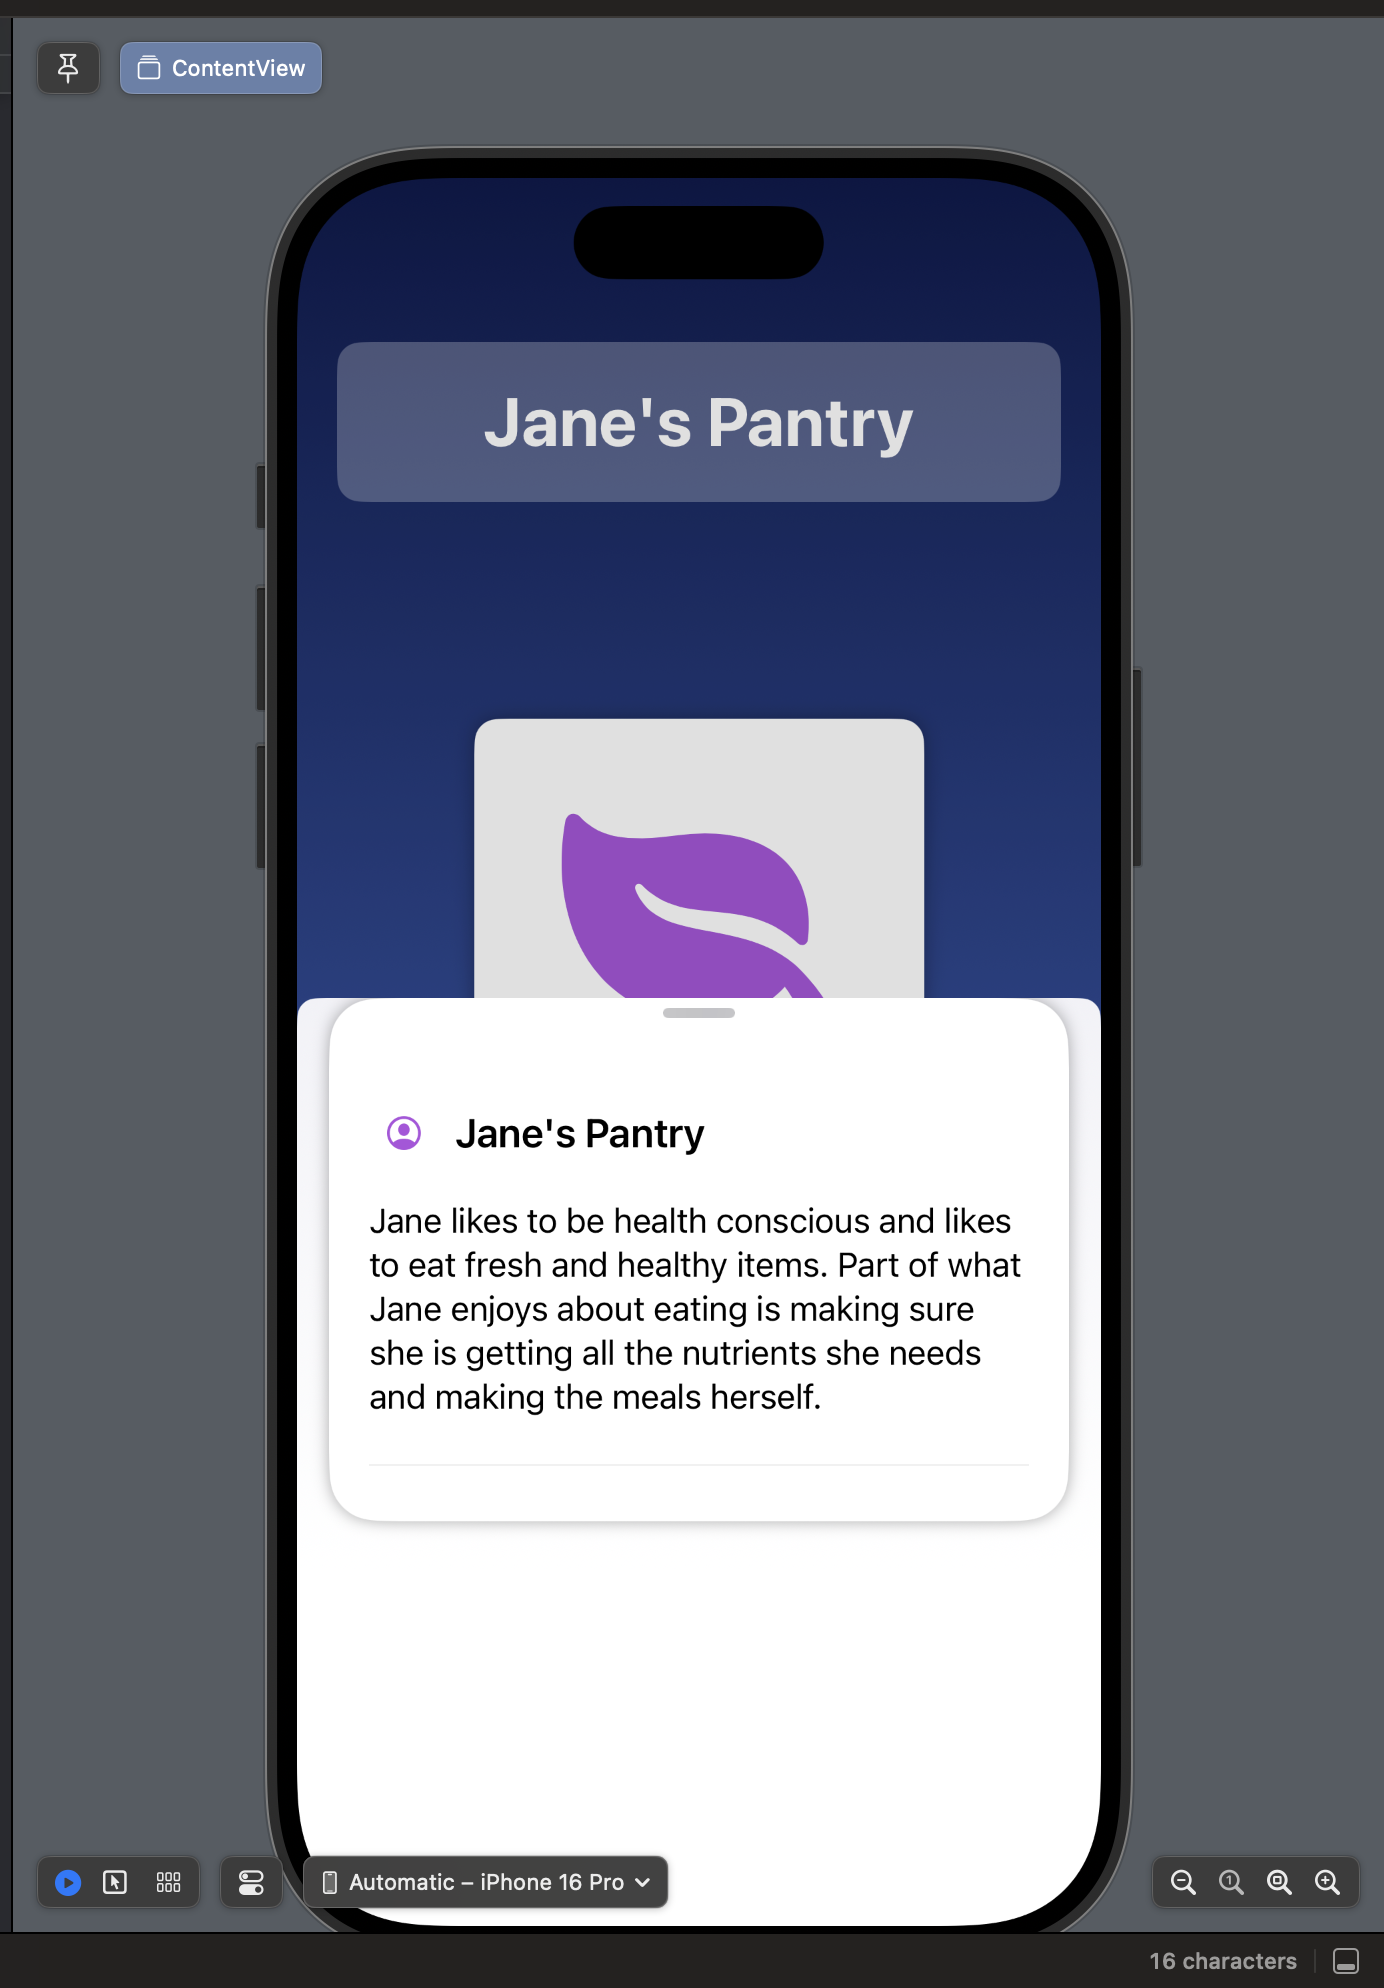 ContentView
Jane's Pantry
Jane's Pantry
Jane likes to be health conscious and likes
to eat fresh and healthy items. Part of what
Jane enjoys about eating is making sure
she is getting all the nutrients she needs
and making the meals herself.
Automatic – iPhone 16 Pro
16 characters